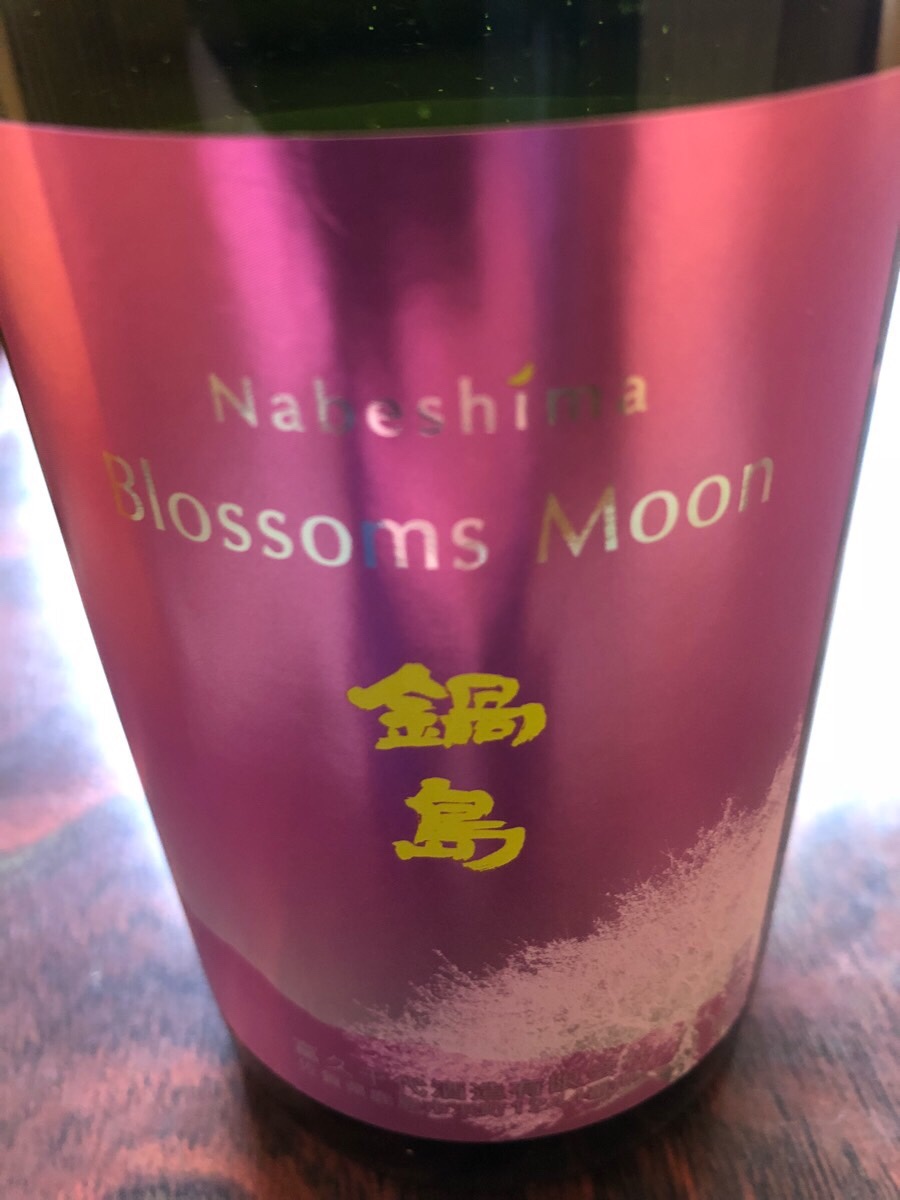 Nabeshima
Blossoms Moon
鍋
島